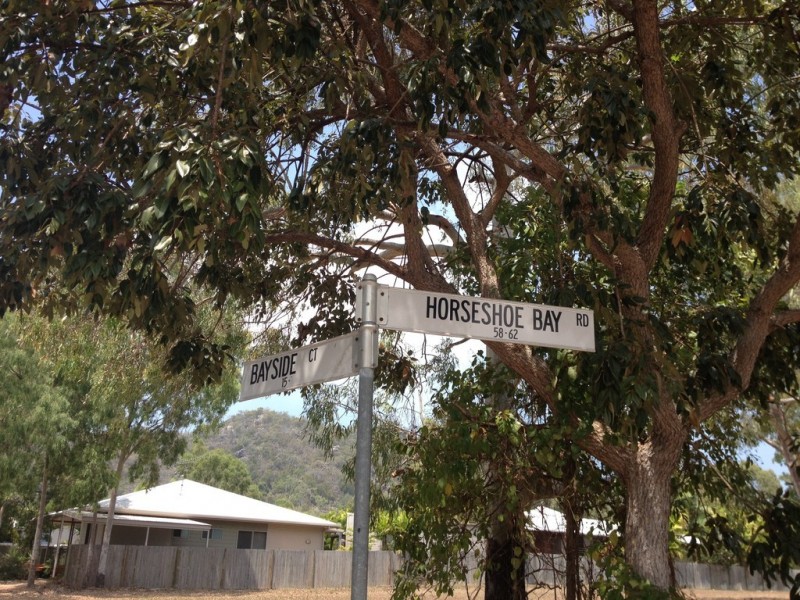 BAYSIDE CT
15-
HORSESHOE BAY RD
58-62